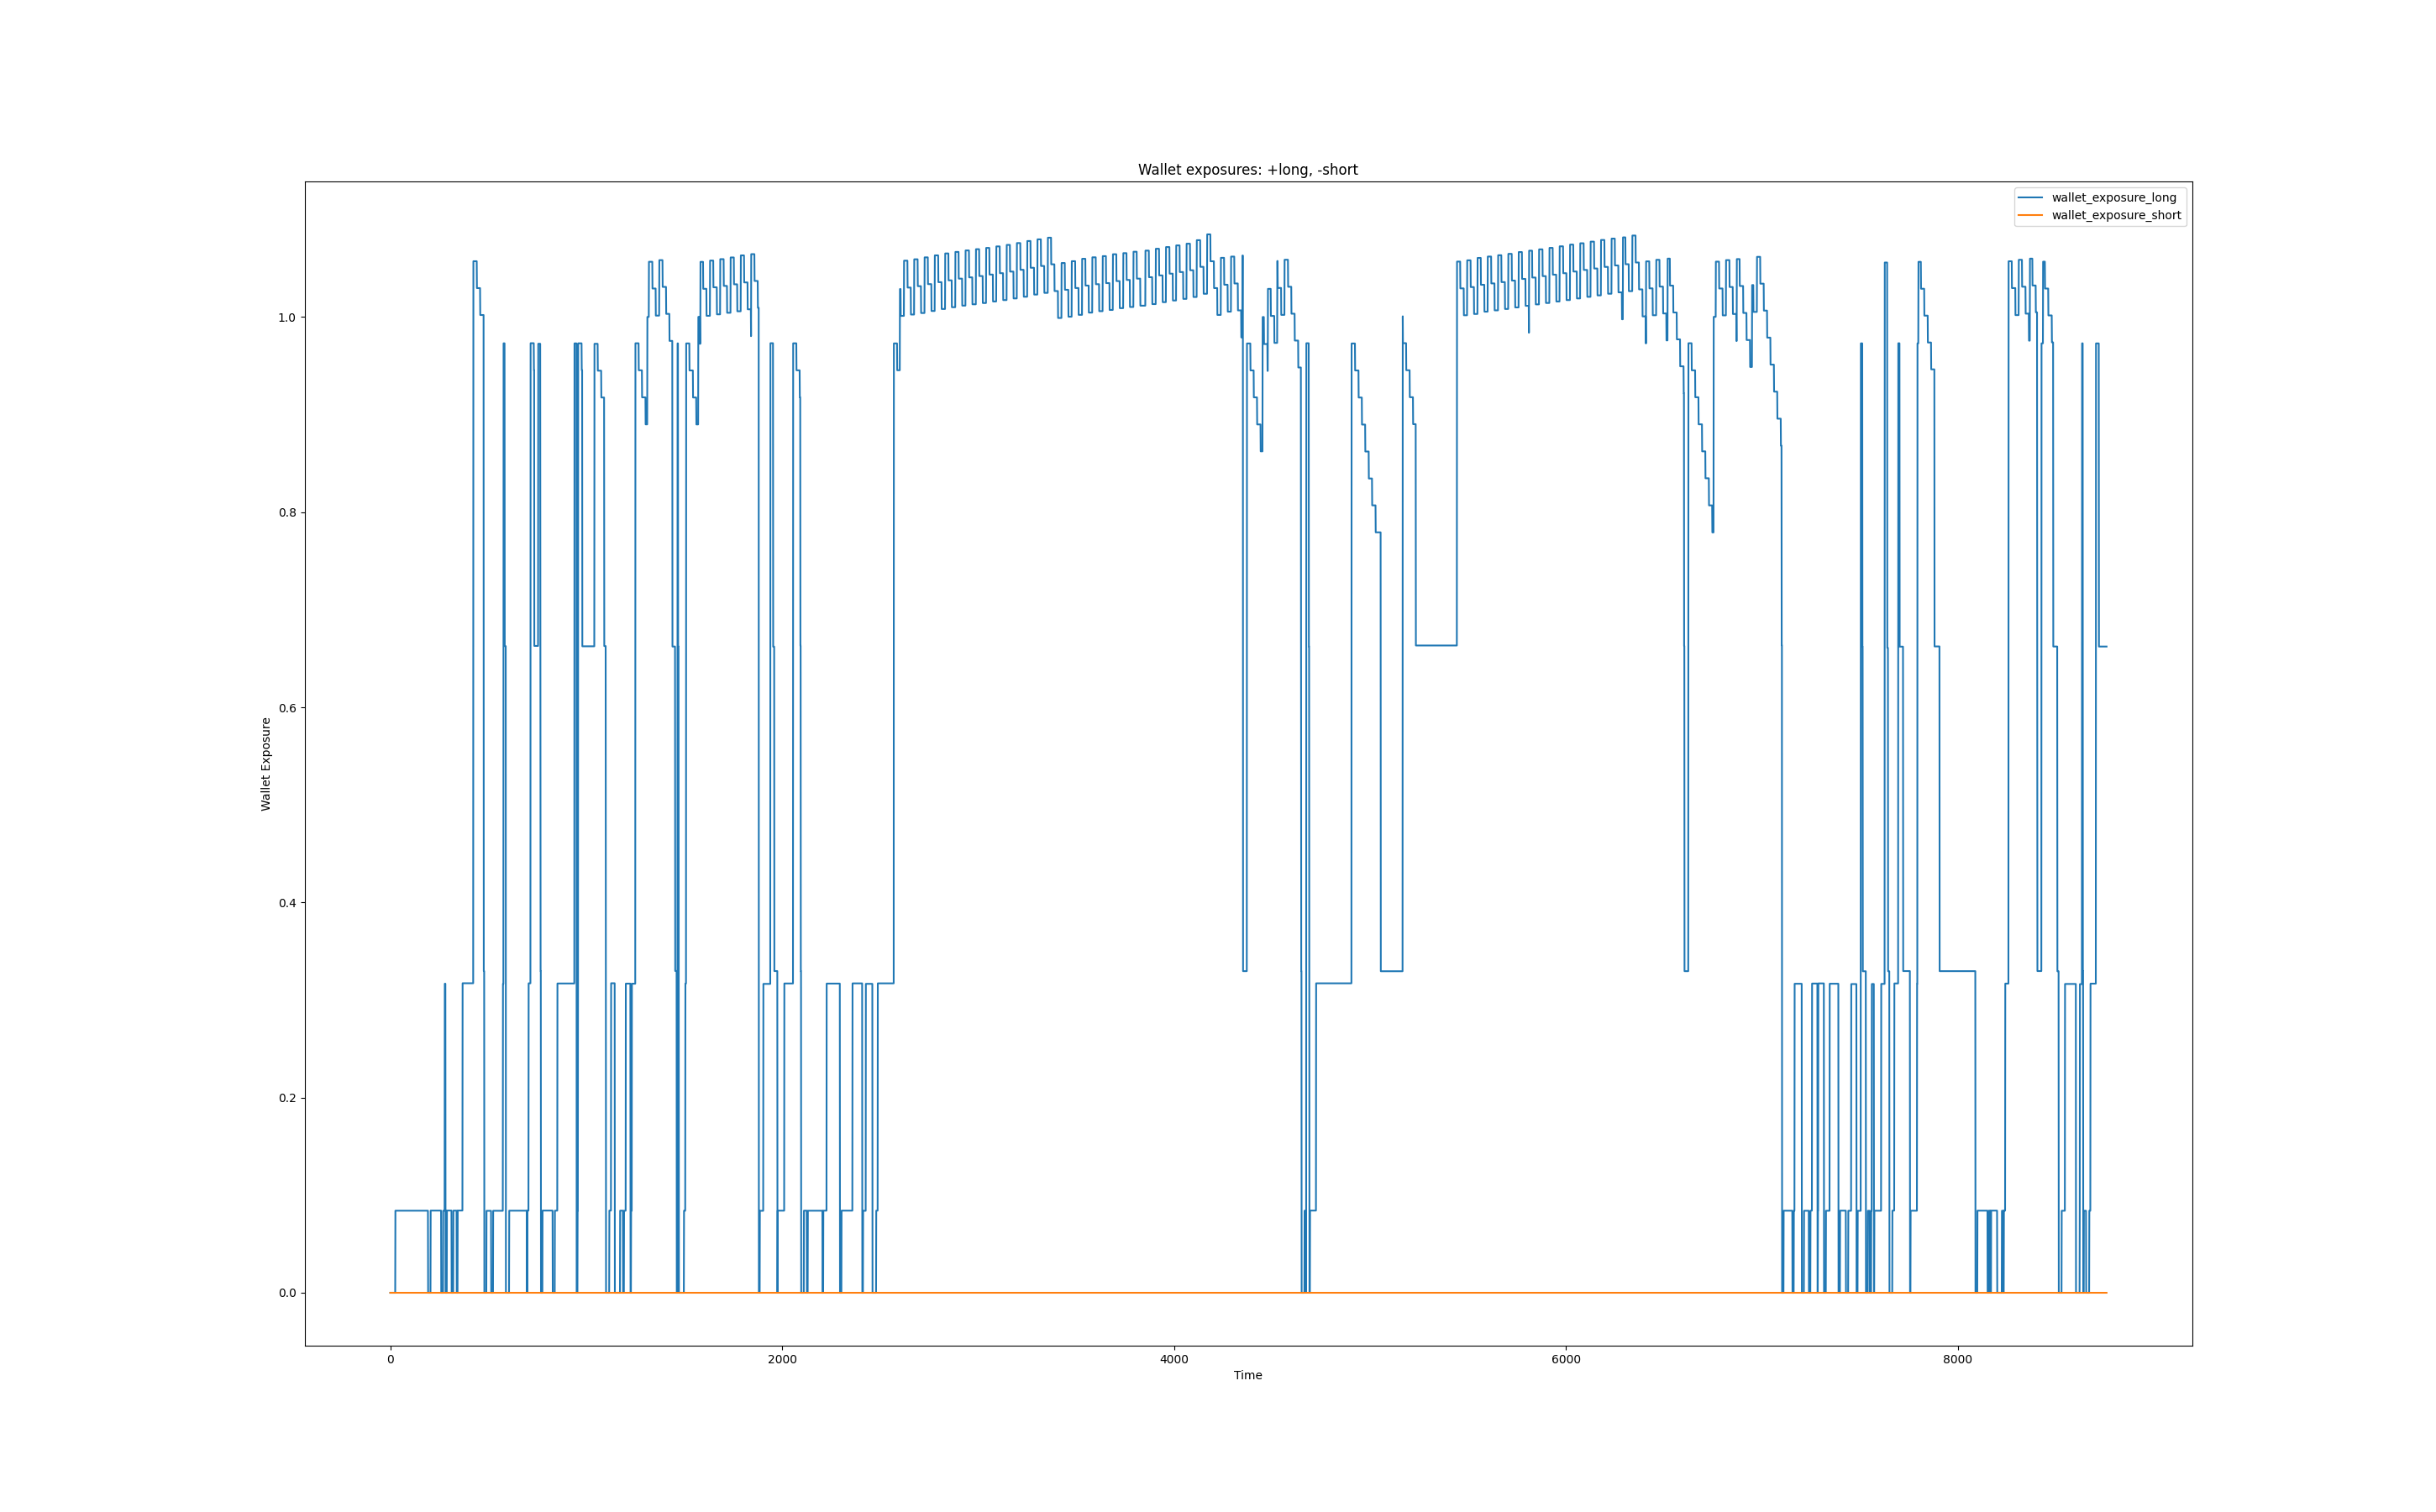 Wallet exposures: +long, -short
wallet_exposure_long
wallet_exposure_short
1.0
0.8
0.6
0.4
0.2
0.0
Wallet Exposure
0 2000 4000 6000 8000
Time